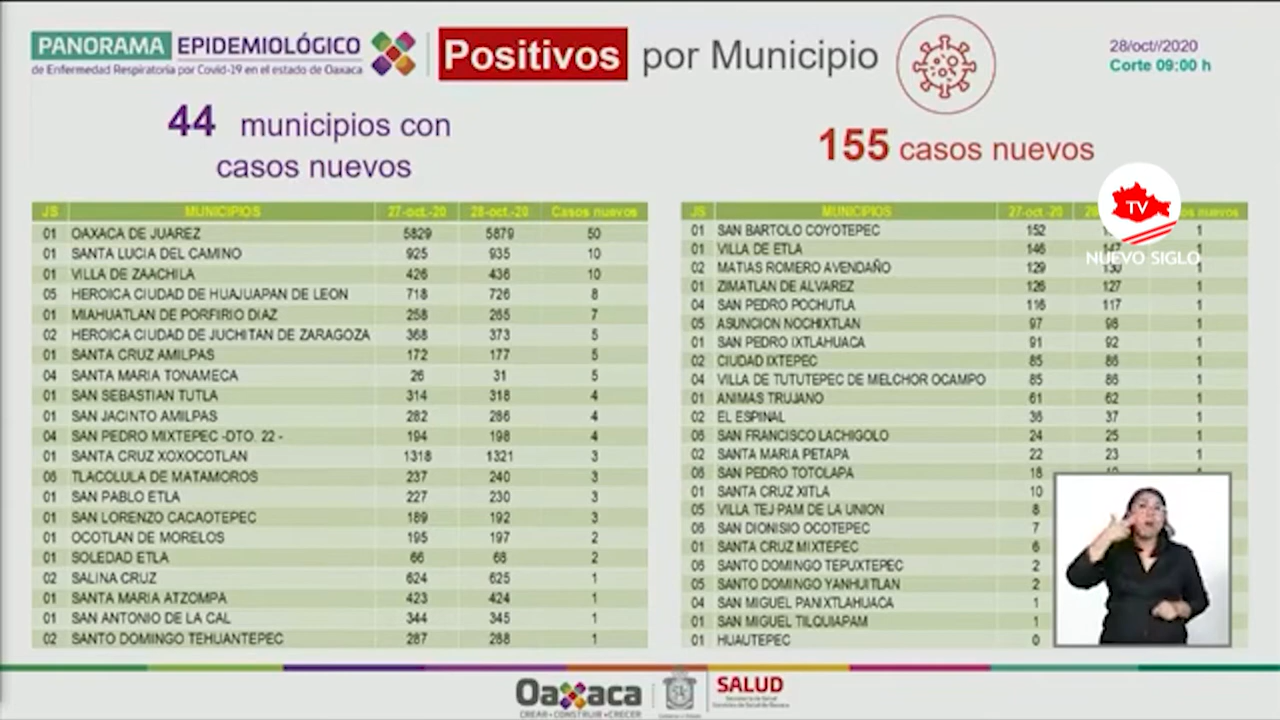 PANORAMA EPIDEMIOLÓGICO
de Enfermedad Respiratoria por Covid-19 en el estado de Oaxaca
Positivos por Municipio
28/oct//2020
Corte 09:00 h
44 municipios con
casos nuevos
155 casos nuevos
JS MUNICIPIOS 27-oct.-20 28-oct.-20 Casos nuevos
01 OAXACA DE JUAREZ 5829 5879 50
01 SANTA LUCIA DEL CAMINO 925 935 10
01 VILLA DE ZAACHILA 426 436 10
05 HEROICA CIUDAD DE HUAJUAPAN DE LEON 718 726 8
01 MIAHUATLAN DE PORFIRIO DIAZ 258 265 7
02 HEROICA CIUDAD DE JUCHITAN DE ZARAGOZA 368 373 5
01 SANTA CRUZ AMILPAS 172 177 5
04 SANTA MARIA TONAMECA 26 31 5
01 SAN SEBASTIAN TUTLA 314 318 4
01 SAN JACINTO AMILPAS 282 286 4
04 SAN PEDRO MIXTEPEC -DTO. 22 - 194 198 4
01 SANTA CRUZ XOXOCOTLAN 1318 1321 3
06 TLACOLULA DE MATAMOROS 237 240 3
01 SAN PABLO ETLA 227 230 3
01 SAN LORENZO CACAOTEPEC 189 192 3
01 OCOTLAN DE MORELOS 195 197 2
01 SOLEDAD ETLA 66 68 2
02 SALINA CRUZ 624 625 1
01 SANTA MARIA ATZOMPA 423 424 1
01 SAN ANTONIO DE LA CAL 344 345 1
02 SANTO DOMINGO TEHUANTEPEC 287 288 1
JS MUNICIPIOS 27-oct.-20 nuevos
01 SAN BARTOLO COYOTEPEC 152 1
01 VILLA DE ETLA 146 147 1
02 MATIAS ROMERO AVENDAÑO 129 130 1
01 ZIMATLAN DE ALVAREZ 126 127 1
04 SAN PEDRO POCHUTLA 116 117 1
05 ASUNCION NOCHIXTLAN 97 98 1
01 SAN PEDRO IXTLAHUACA 91 92 1
02 CIUDAD IXTEPEC 85 86 1
04 VILLA DE TUTUTEPEC DE MELCHOR OCAMPO 85 86 1
01 ANIMAS TRUJANO 61 62 1
02 EL ESPINAL 36 37 1
06 SAN FRANCISCO LACHIGOLO 24 25 1
02 SANTA MARIA PETAPA 22 23 1
06 SAN PEDRO TOTOLAPA 18
01 SANTA CRUZ XITLA 10
05 VILLA TEJ PAM DE LA UNION 8
06 SAN DIONISIO OCOTEPEC 7
01 SANTA CRUZ MIXTEPEC 6
06 SANTO DOMINGO TEPUXTEPEC 2
05 SANTO DOMINGO YANHUITLAN 2
04 SAN MIGUEL PANIXTLAHUACA 1
01 SAN MIGUEL TILQUIAPAM 1
01 HUAUTEPEC 0
TV
NUEVO SIGLO
Oaxaca
CREAR • CONSTRUIR • CRECER
SALUD